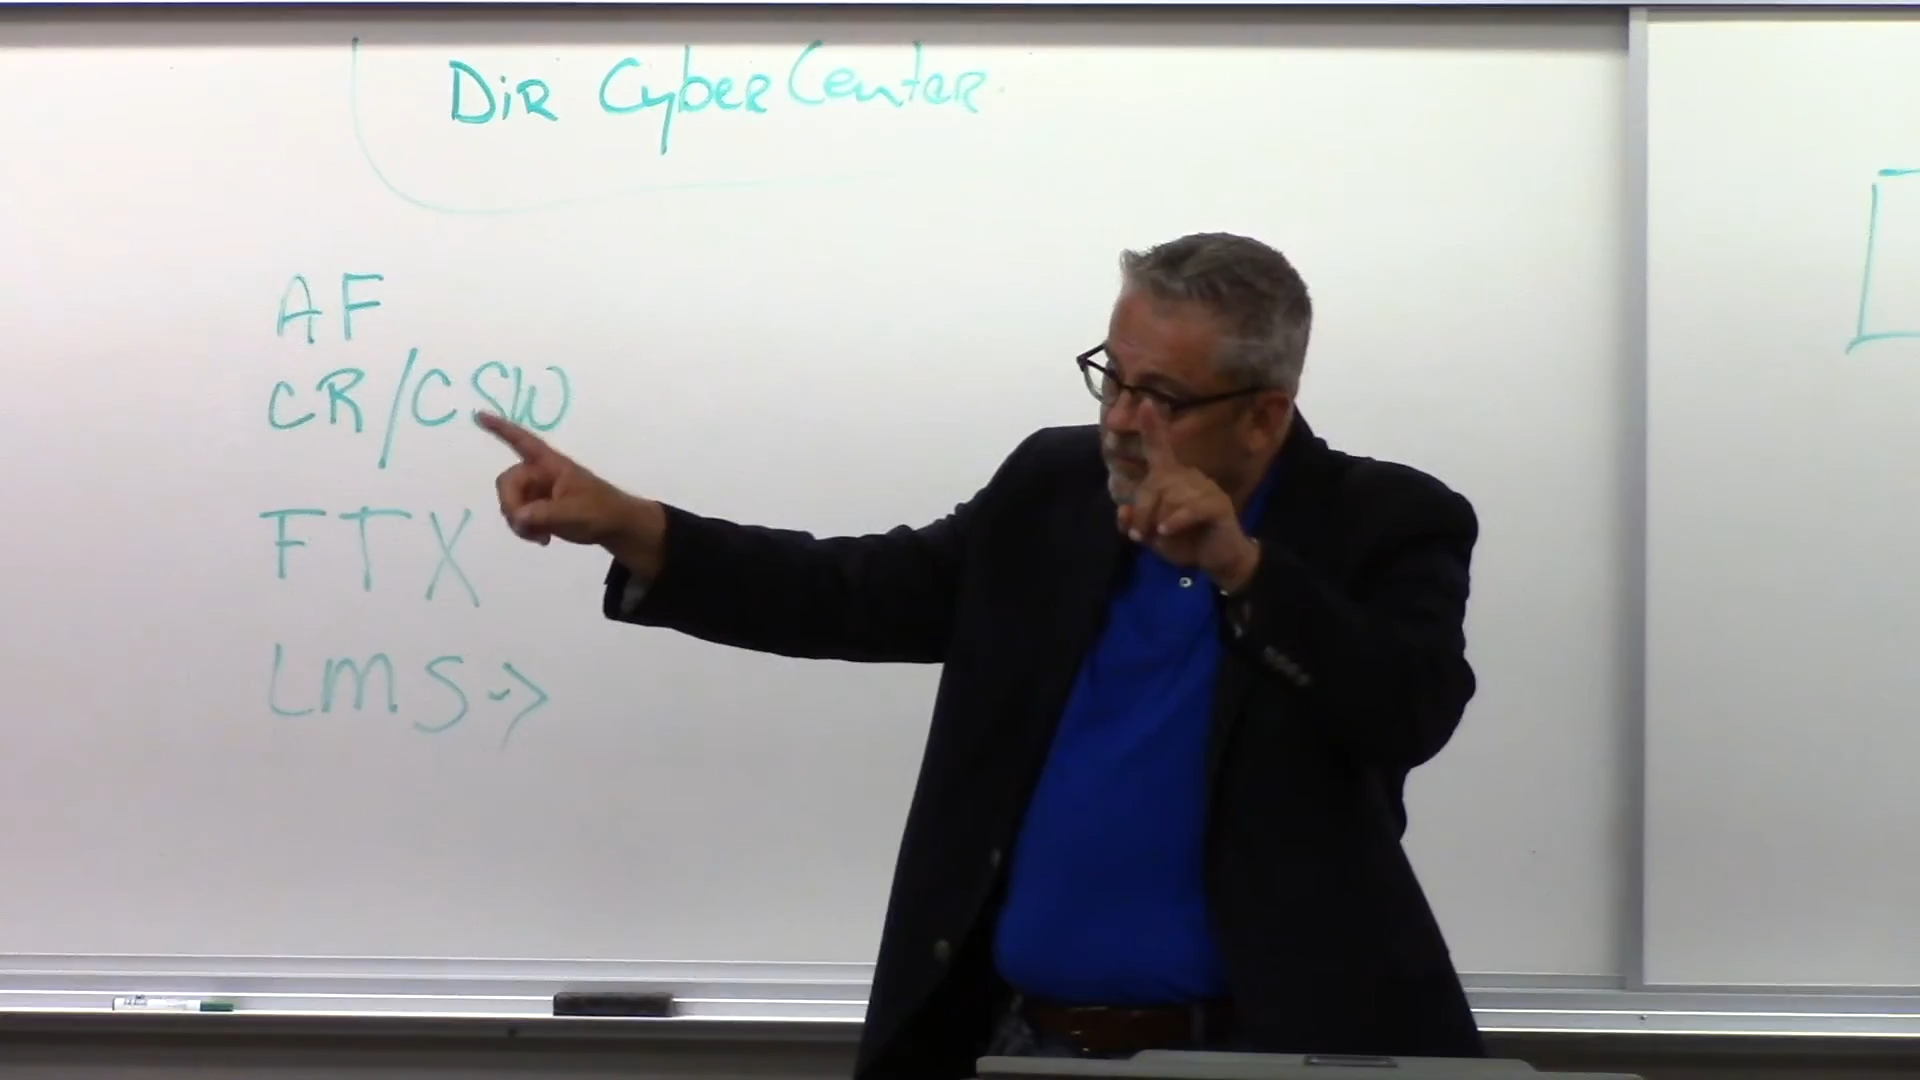 DIR CyberCenter
AF
CR/CSW
FTX
LMS->